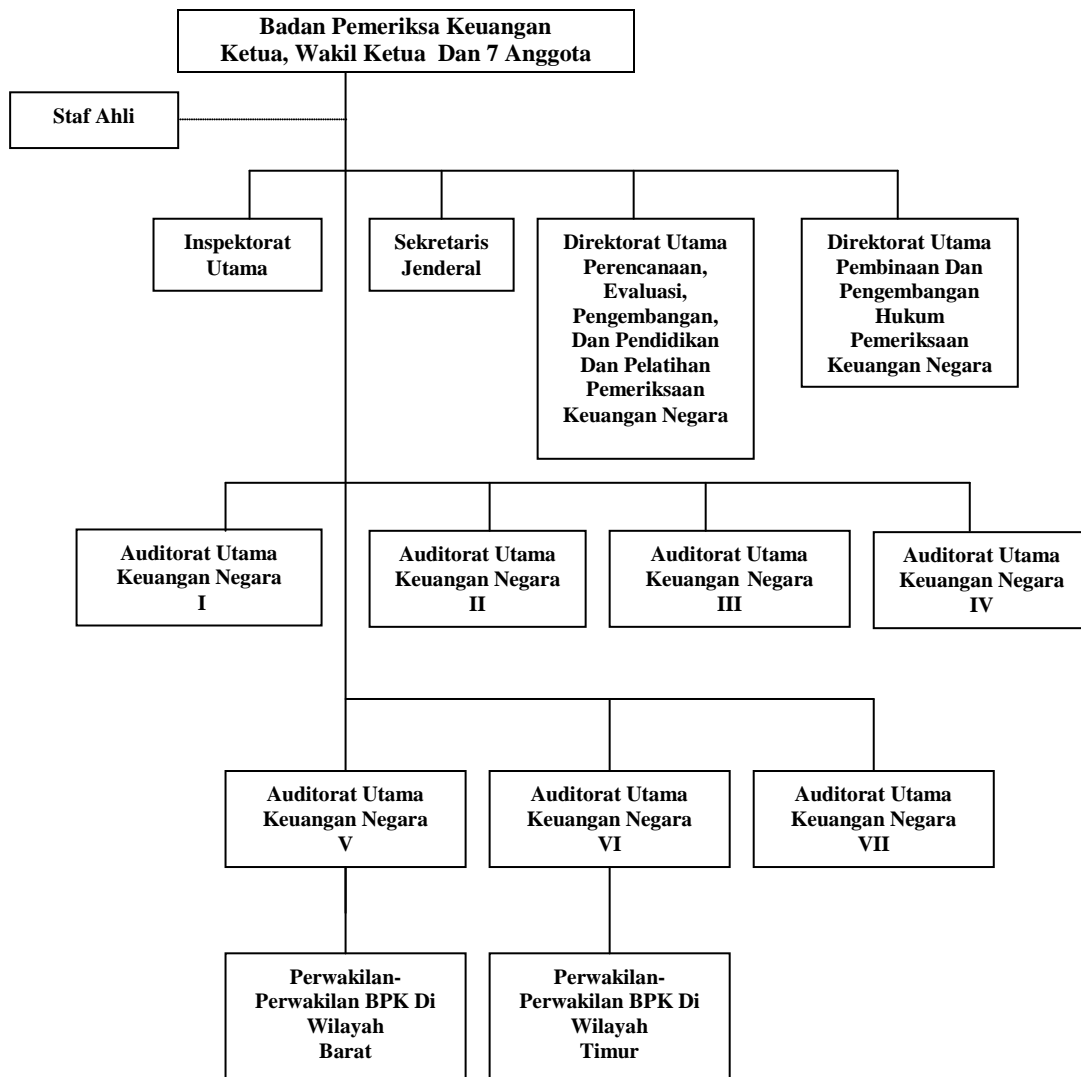 Badan Pemeriksa Keuangan
Ketua, Wakil Ketua Dan 7 Anggota
Staf Ahli
Inspektorat
Utama
Sekretaris
Jenderal
Direktorat Utama
Perencanaan,
Evaluasi,
Pengembangan,
Dan Pendidikan
Dan Pelatihan
Pemeriksaan
Keuangan Negara
Direktorat Utama
Pembinaan Dan
Pengembangan
Hukum
Pemeriksaan
Keuangan Negara
Auditorat Utama
Keuangan Negara
I
Auditorat Utama
Keuangan Negara
II
Auditorat Utama
Keuangan Negara
III
Auditorat Utama
Keuangan Negara
IV
Auditorat Utama
Keuangan Negara
V
Auditorat Utama
Keuangan Negara
VI
Auditorat Utama
Keuangan Negara
VII
Perwakilan-
Perwakilan BPK Di
Wilayah
Barat
Perwakilan-
Perwakilan BPK Di
Wilayah
Timur